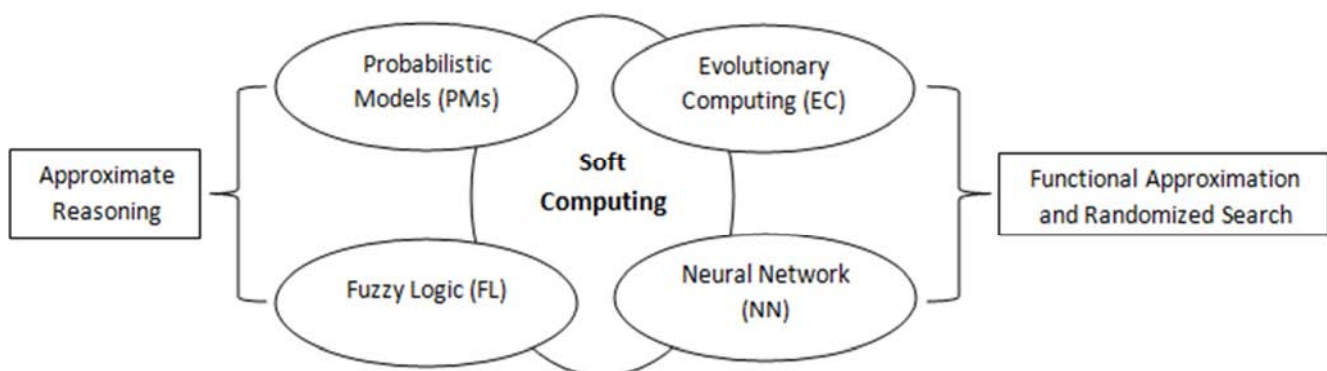 Probabilistic
Models (PMs)
Evolutionary
Computing (EC)
Approximate
Reasoning
Soft
Computing
Functional Approximation
and Randomized Search
Fuzzy Logic (FL)
Neural Network
(NN)